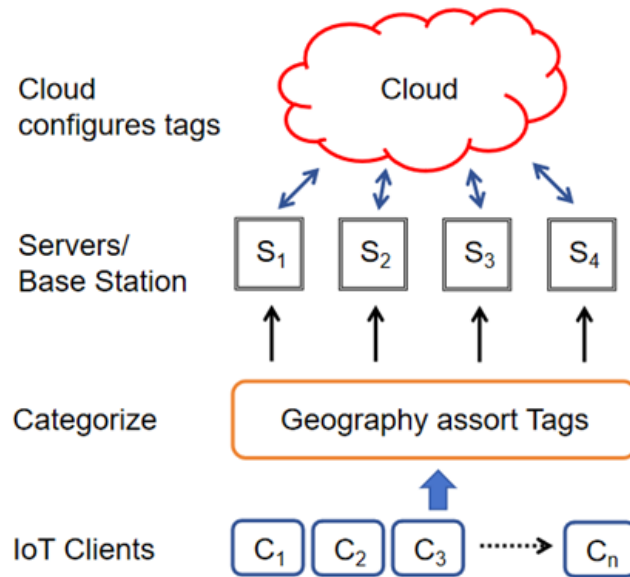 Cloud
configures tags
Cloud
Servers/
Base Station
S₁ S₂ S₃ S₄
Categorize
Geography assort Tags
IoT Clients
C₁ C₂ C₃ Cₙ